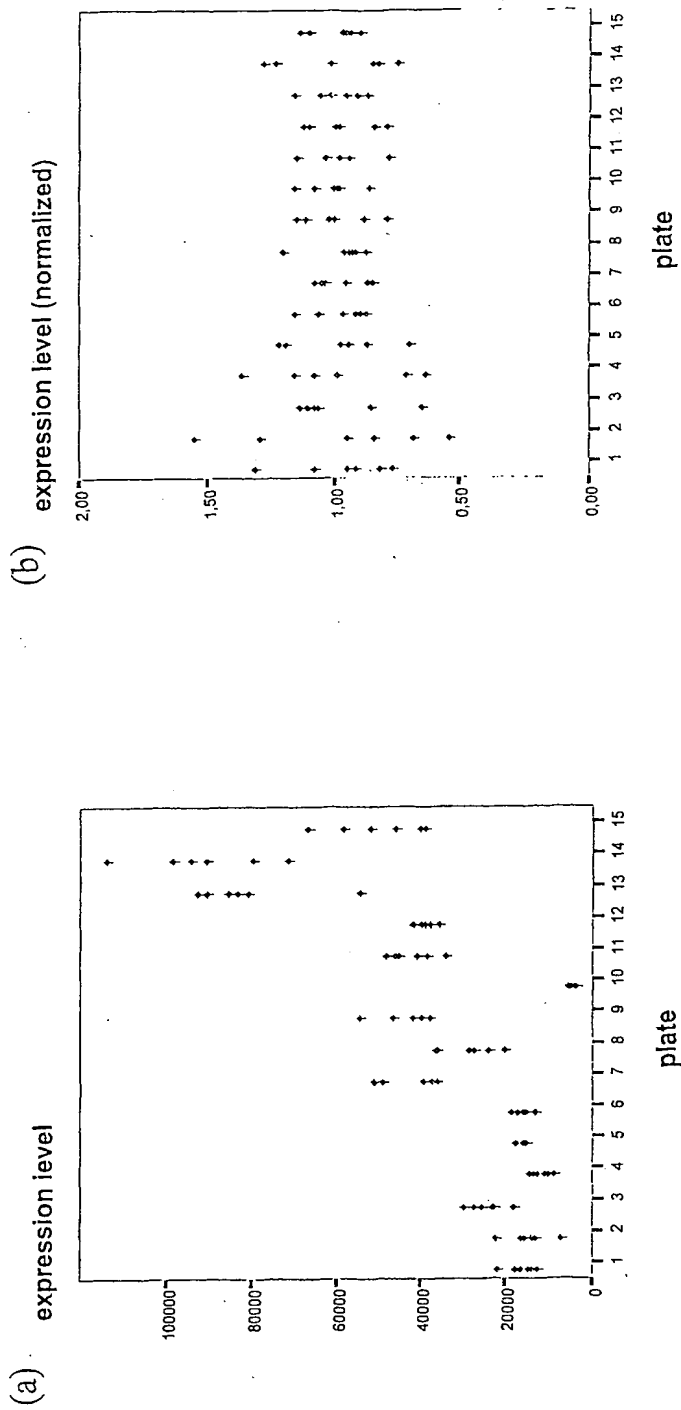 (a)
expression level
100000
80000
60000
40000
20000
0
1 2 3 4 5 6 7 8 9 10 11 12 13 14 15
plate
(b)
expression level (normalized)
2,00
1,50
1,00
0,50
0,00
1 2 3 4 5 6 7 8 9 10 11 12 13 14 15
plate